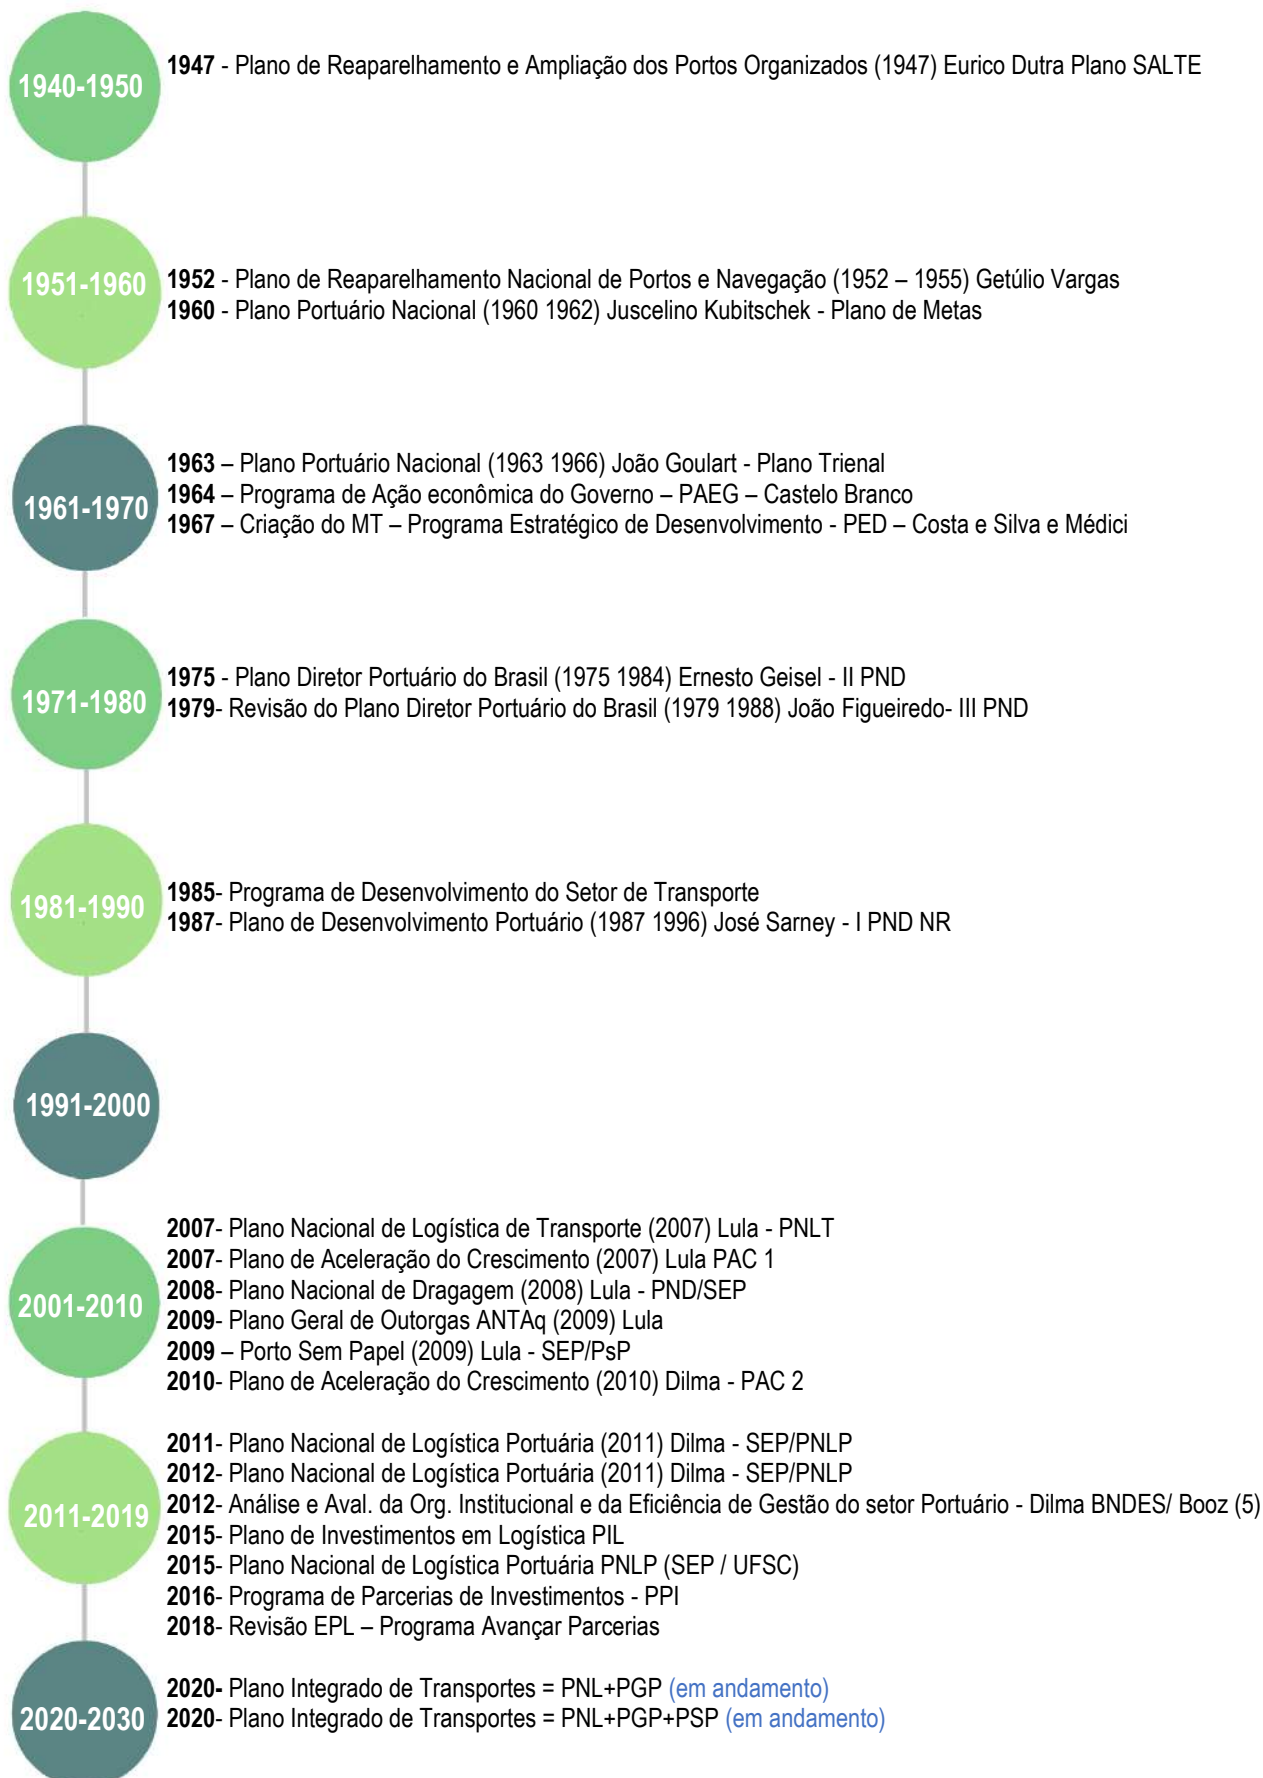 1940-1950
1947 - Plano de Reaparelhamento e Ampliação dos Portos Organizados (1947) Eurico Dutra Plano SALTE
1951-1960
1952 - Plano de Reaparelhamento Nacional de Portos e Navegação (1952 – 1955) Getúlio Vargas
1960 - Plano Portuário Nacional (1960 1962) Juscelino Kubitschek - Plano de Metas
1961-1970
1963 – Plano Portuário Nacional (1963 1966) João Goulart - Plano Trienal
1964 – Programa de Ação econômica do Governo – PAEG – Castelo Branco
1967 – Criação do MT – Programa Estratégico de Desenvolvimento - PED – Costa e Silva e Médici
1971-1980
1975 - Plano Diretor Portuário do Brasil (1975 1984) Ernesto Geisel - II PND
1979- Revisão do Plano Diretor Portuário do Brasil (1979 1988) João Figueiredo- III PND
1981-1990
1985- Programa de Desenvolvimento do Setor de Transporte
1987- Plano de Desenvolvimento Portuário (1987 1996) José Sarney - I PND NR
1991-2000
2001-2010
2007- Plano Nacional de Logística de Transporte (2007) Lula - PNLT
2007- Plano de Aceleração do Crescimento (2007) Lula PAC 1
2008- Plano Nacional de Dragagem (2008) Lula - PND/SEP
2009- Plano Geral de Outorgas ANTAq (2009) Lula
2009 – Porto Sem Papel (2009) Lula - SEP/PsP
2010- Plano de Aceleração do Crescimento (2010) Dilma - PAC 2
2011-2019
2011- Plano Nacional de Logística Portuária (2011) Dilma - SEP/PNLP
2012- Plano Nacional de Logística Portuária (2011) Dilma - SEP/PNLP
2012- Análise e Aval. da Org. Institucional e da Eficiência de Gestão do setor Portuário - Dilma BNDES/ Booz (5)
2015- Plano de Investimentos em Logística PIL
2015- Plano Nacional de Logística Portuária PNLP (SEP / UFSC)
2016- Programa de Parcerias de Investimentos - PPI
2018- Revisão EPL – Programa Avançar Parcerias
2020-2030
2020- Plano Integrado de Transportes = PNL+PGP (em andamento)
2020- Plano Integrado de Transportes = PNL+PGP+PSP (em andamento)